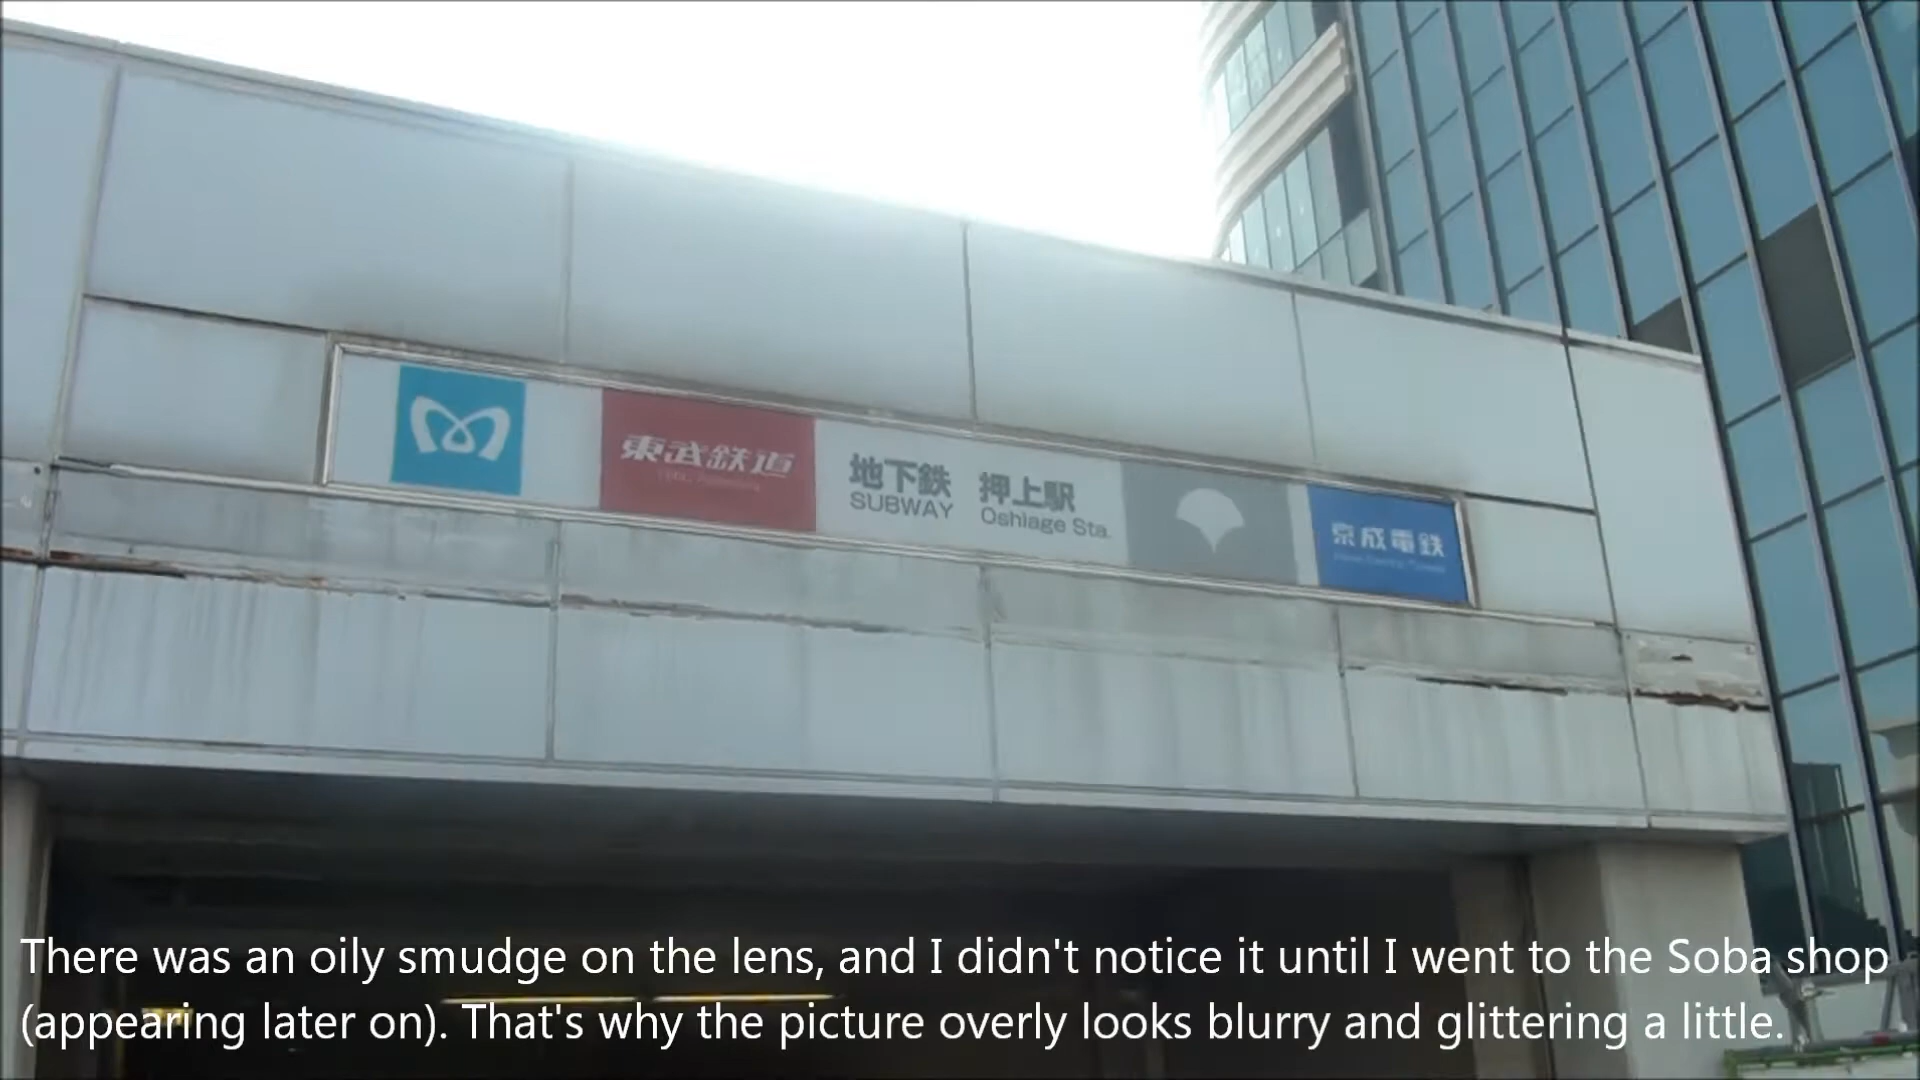 東武鉄道
地下鉄 押上駅
SUBWAY Oshiage Sta.
京成電鉄
There was an oily smudge on the lens, and I didn't notice it until I went to the Soba shop
(appearing later on). That's why the picture overly looks blurry and glittering a little.